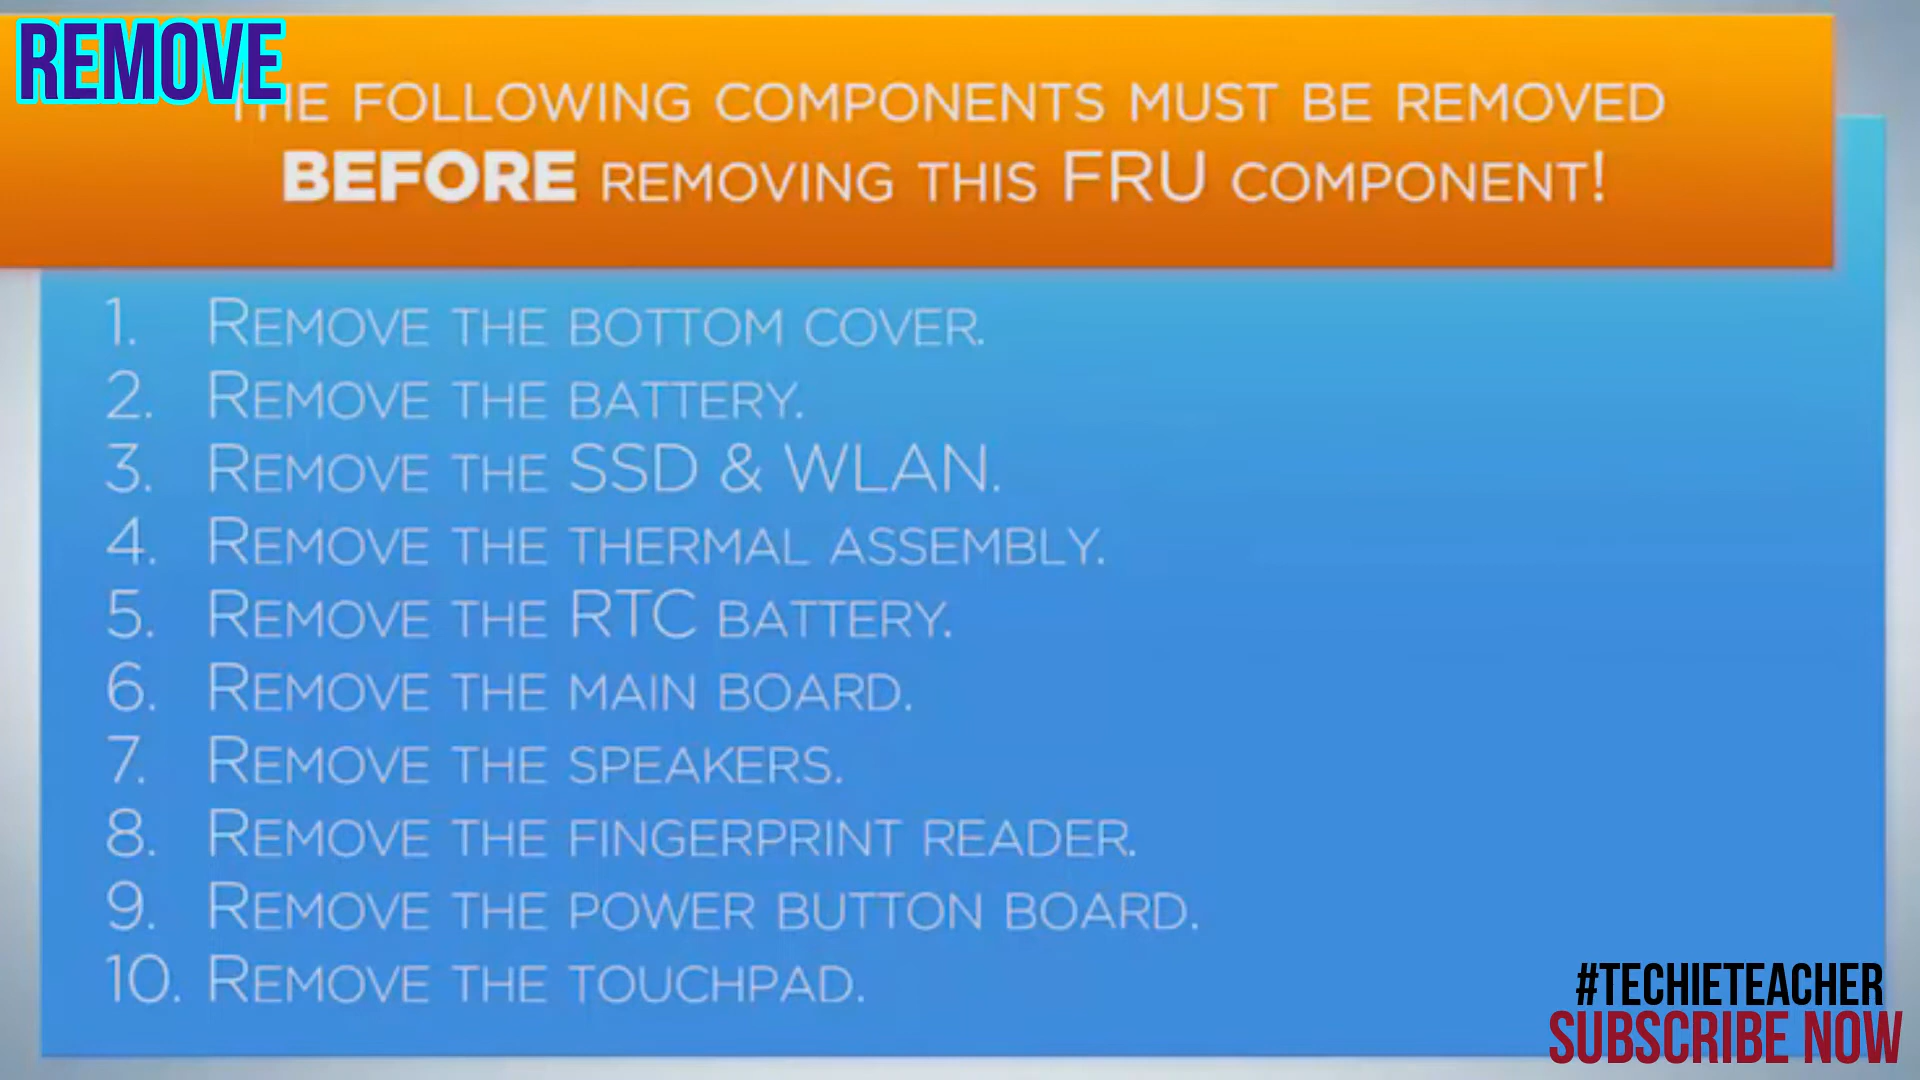 REMOVE
THE FOLLOWING COMPONENTS MUST BE REMOVED
BEFORE REMOVING THIS FRU COMPONENT!
1. REMOVE THE BOTTOM COVER.
2. REMOVE THE BATTERY.
3. REMOVE THE SSD & WLAN.
4. REMOVE THE THERMAL ASSEMBLY.
5. REMOVE THE RTC BATTERY.
6. REMOVE THE MAIN BOARD.
7. REMOVE THE SPEAKERS.
8. REMOVE THE FINGERPRINT READER.
9. REMOVE THE POWER BUTTON BOARD.
10. REMOVE THE TOUCHPAD.
#TECHIETEACHER
SUBSCRIBE NOW